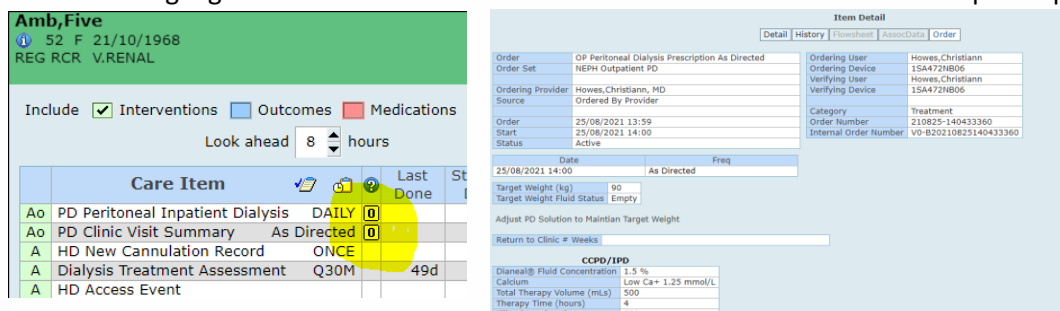 Amb,Five
52 F 21/10/1968
REG RCR V.RENAL
Include Interventions Outcomes Medications
Look ahead 8 hours
Care Item Last Done
Ao PD Peritoneal Inpatient Dialysis DAILY 0
Ao PD Clinic Visit Summary As Directed 0
A HD New Cannulation Record ONCE
A Dialysis Treatment Assessment Q30M 49d
A HD Access Event
Item Detail
Detail History Flowsheet AssocData Order
Order OP Peritoneal Dialysis Prescription As Directed
Order Set NEPH Outpatient PD
Ordering Provider Howes,Christiann, MD
Source Ordered By Provider
Order 25/08/2021 13:59
Start 25/08/2021 14:00
Status Active
Ordering User Howes,Christiann
Ordering Device 1SA472NB06
Verifying User Howes,Christiann
Verifying Device 1SA472NB06
Category Treatment
Order Number 210825-140433360
Internal Order Number V0-B20210825140433360
Date Freq
25/08/2021 14:00 As Directed
Target Weight (kg) 90
Target Weight Fluid Status Empty
Adjust PD Solution to Maintian Target Weight
Return to Clinic # Weeks
CCPD/IPD
Dianeal® Fluid Concentration 1.5 %
Calcium Low Ca+ 1.25 mmol/L
Total Therapy Volume (mLs) 500
Therapy Time (hours) 4